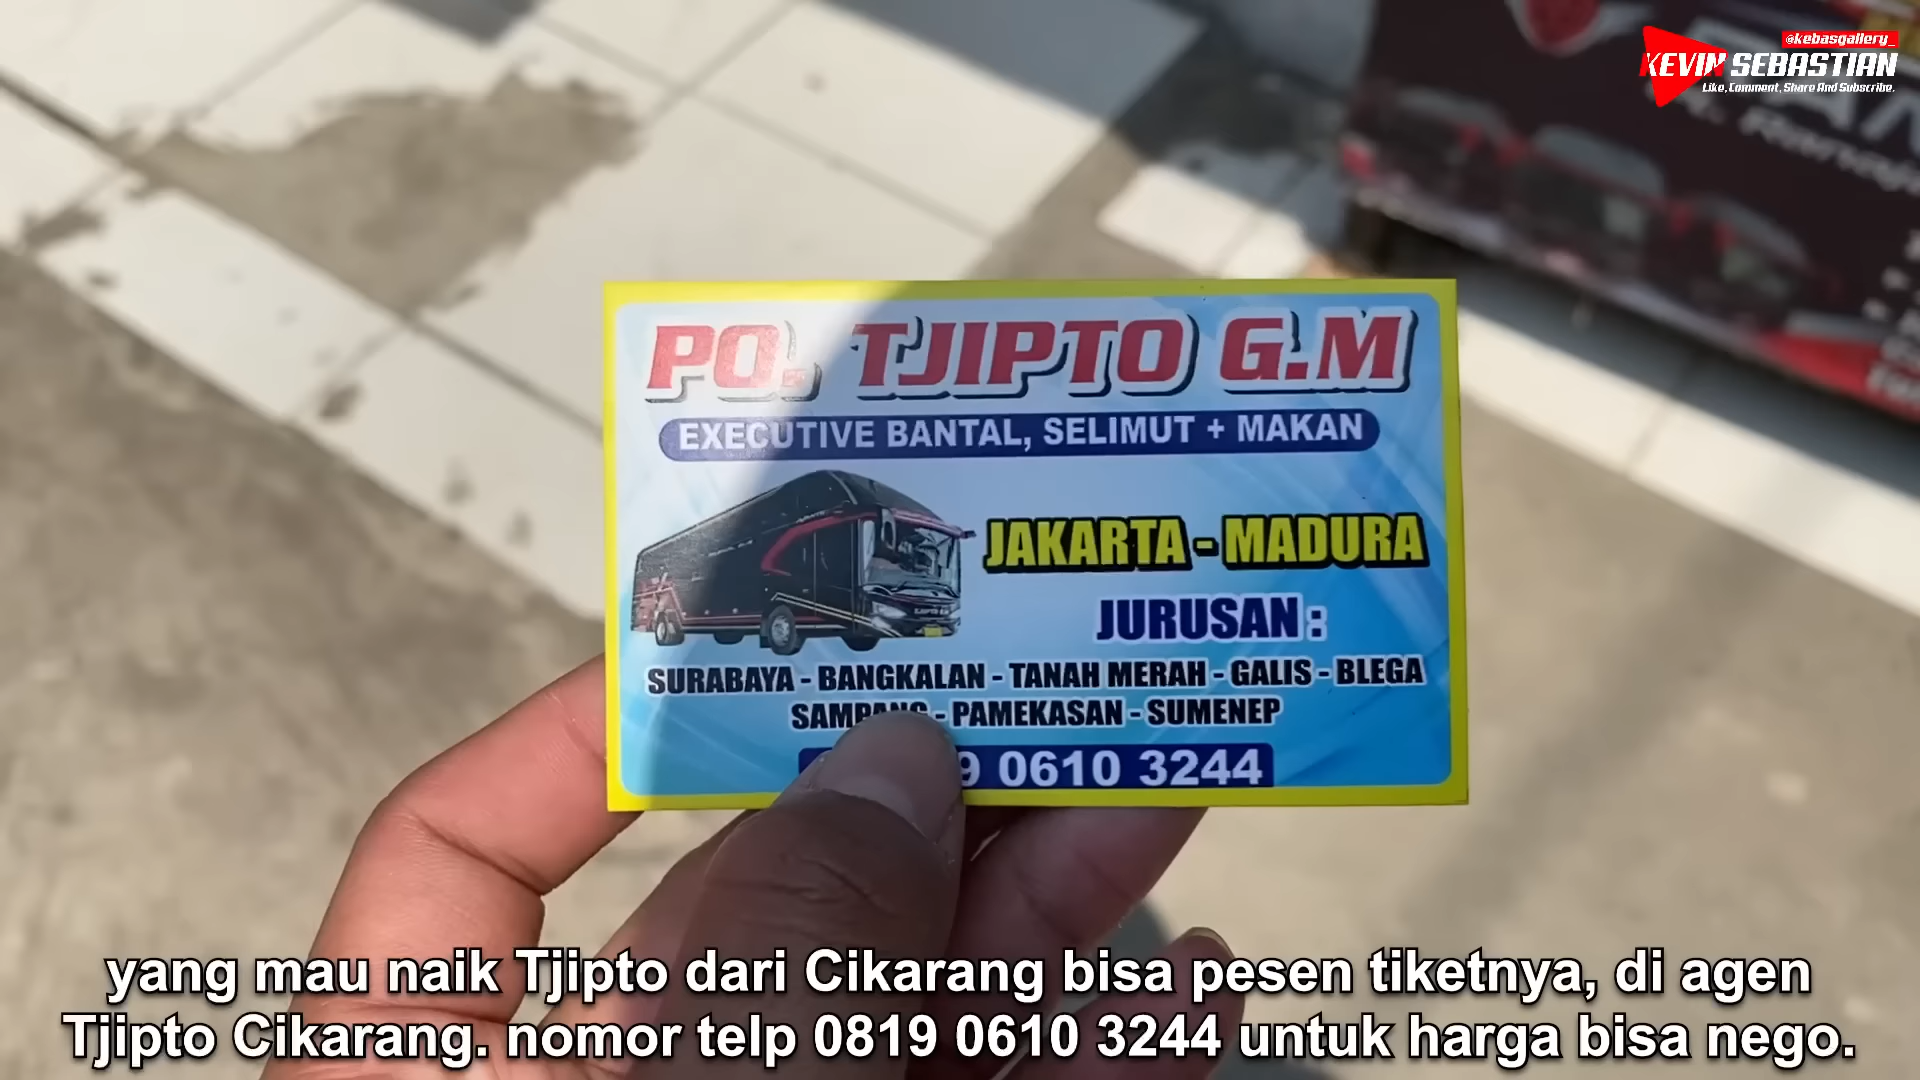 @kebasgallery_
KEVIN SEBASTIAN
Like, Comment, Share And Subscribe.
PO. TJIPTO G.M
EXECUTIVE BANTAL, SELIMUT + MAKAN
JAKARTA - MADURA
JURUSAN :
SURABAYA - BANGKALAN - TANAH MERAH - GALIS - BLEGA
SAMPANG - PAMEKASAN - SUMENEP
9 0610 3244
yang mau naik Tjipto dari Cikarang bisa pesen tiketnya, di agen
Tjipto Cikarang. nomor telp 0819 0610 3244 untuk harga bisa nego.